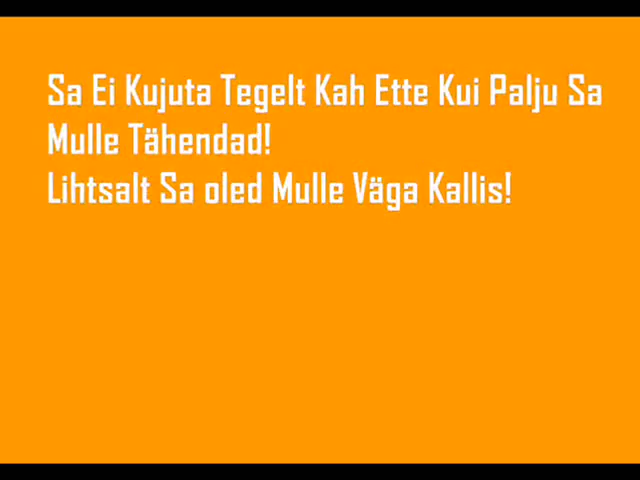 Sa Ei Kujuta Tegelt Kah Ette Kui Palju Sa
Mulle Tähendad!
Lihtsalt Sa oled Mulle Väga Kallis!